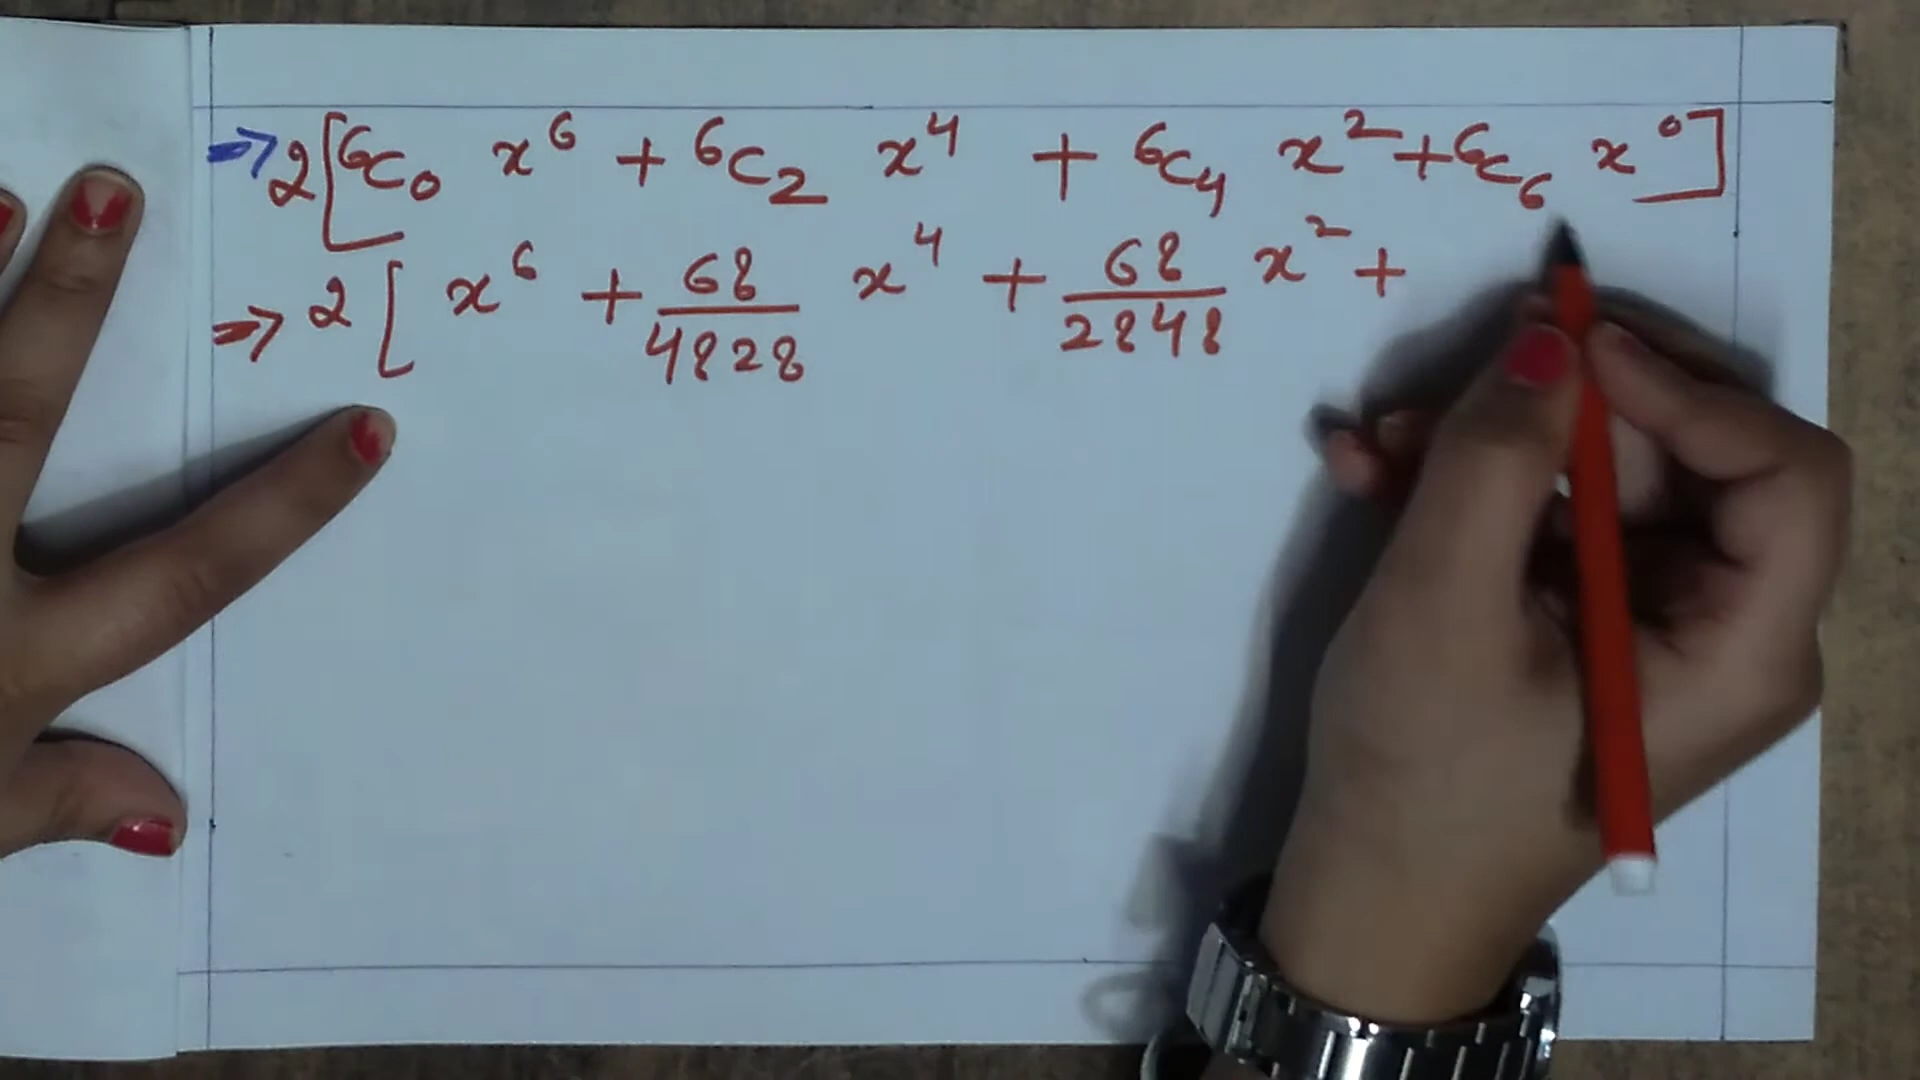 ⇒ 2[⁶C₀ x⁶ + ⁶C₂ x⁴ + ⁶C₄ x² + ⁶C₆ x⁰]
⇒ 2[ x⁶ + 6!/4!2! x⁴ + 6!/2!4! x² +